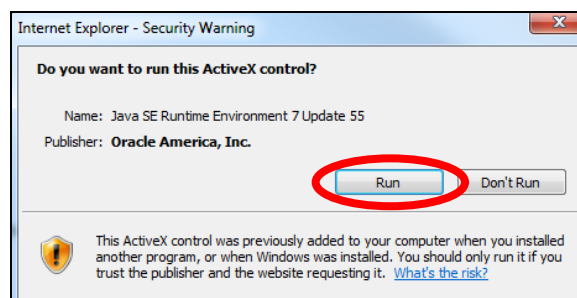 Internet Explorer - Security Warning
Do you want to run this ActiveX control?
Name: Java SE Runtime Environment 7 Update 55
Publisher: Oracle America, Inc.
Run Don't Run
This ActiveX control was previously added to your computer when you installed
another program, or when Windows was installed. You should only run it if you
trust the publisher and the website requesting it. What's the risk?